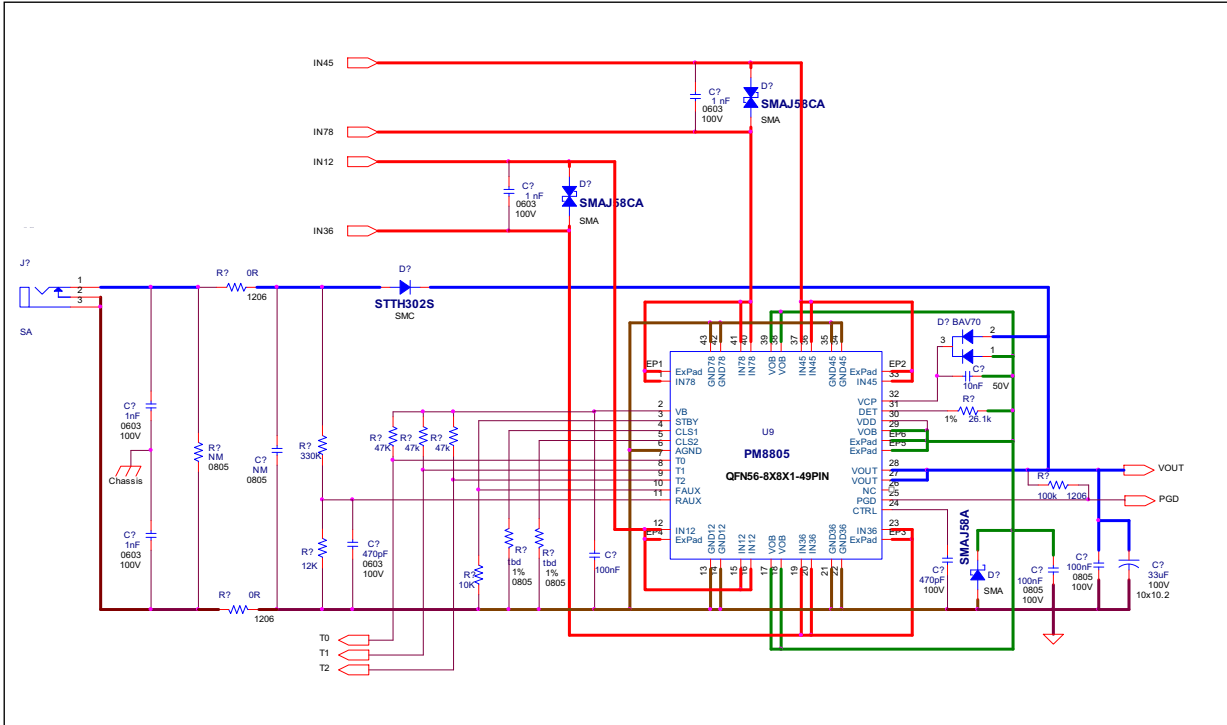 IN45
IN78
IN12
IN36
C?
1 nF
0603
100V
D?
SMAJ58CA
SMA
C?
1 nF
0603
100V
D?
SMAJ58CA
SMA
J?
1
2
3
SA
R? 0R
1206
D?
STTH302S
SMC
C?
1nF
0603
100V
Chassis
C?
1nF
0603
100V
R?
NM
0805
C?
NM
0805
R?
330K
R?
12K
C?
470pF
0603
100V
R? 0R
1206
R?
47K
R?
47k
R?
47k
R?
10K
R?
tbd
1%
0805
R?
tbd
1%
0805
C?
100nF
T0
T1
T2
43 42 41 40 39 38 37 36 35 34
GND78 GND78 IN78 IN78 VOB VOB IN45 IN45 GND45 GND45
EP1 ExPad
1 IN78
2 VB
3 STBY
4 CLS1
5 CLS2
6 AGND
7 T0
8 T1
9 T2
10 FAUX
11 RAUX
12 IN12
EP4 ExPad
U9
PM8805
QFN56-8X8X1-49PIN
EP2 ExPad
33 IN45
32 VCP
31 DET
30 VDD
29 VOB
EP6 ExPad
EP5 ExPad
28 VOUT
27 VOUT
26 NC
25 PGD
24 CTRL
23 IN36
EP3 ExPad
GND12 GND12 IN12 IN12 VOB VOB IN36 IN36 GND36 GND36
13 14 15 16 17 18 19 20 21 22
D? BAV70
3
2
1
C?
10nF 50V
R?
1% 26.1k
VOUT
R?
100k 1206
PGD
C?
470pF
100V
SMAJ58A
D?
SMA
C?
100nF
0805
100V
C?
100nF
0805
100V
C?
33uF
100V
10x10.2